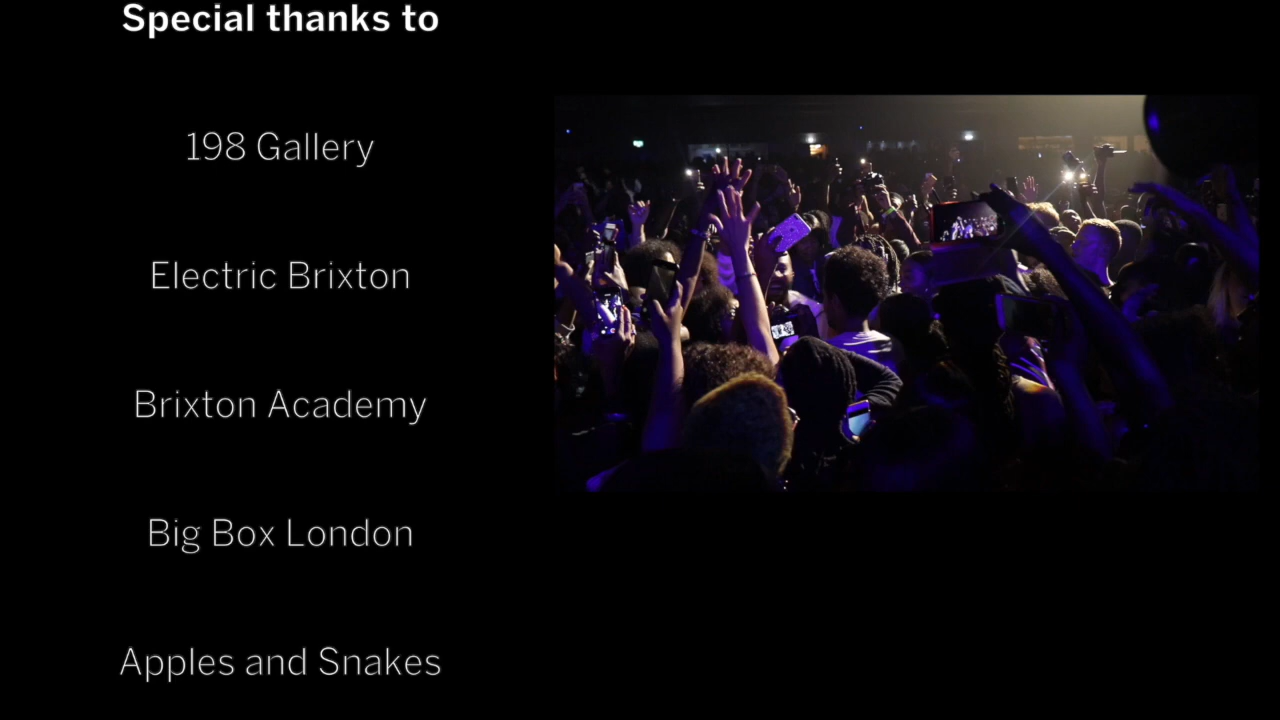 Special thanks to
198 Gallery
Electric Brixton
Brixton Academy
Big Box London
Apples and Snakes